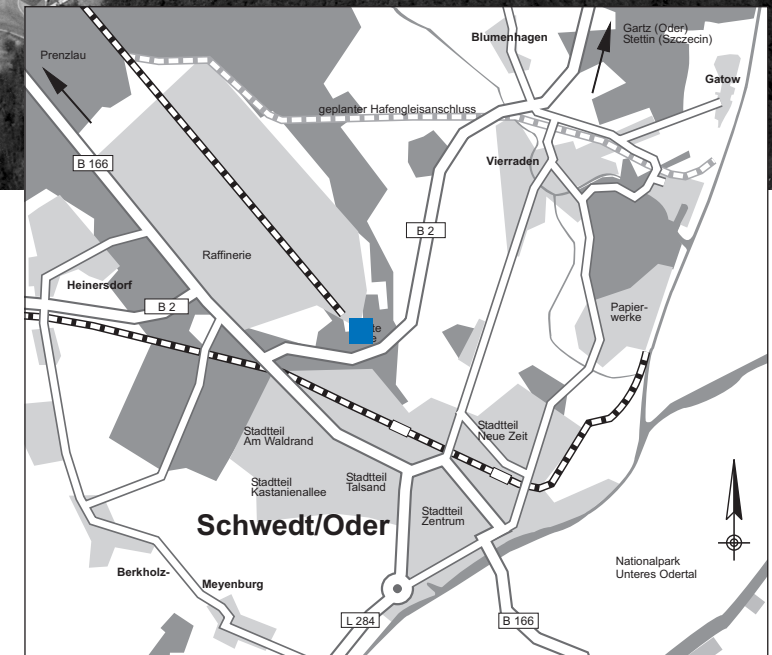 Blumenhagen
Gartz (Oder)
Stettin (Szczecin)
Prenzlau
Gatow
geplanter Hafengleisanschluss
B 166
Vierraden
B 2
Raffinerie
Heinersdorf
B 2
Papier-
werke
Stadtteil
Am Waldrand
Stadtteil
Neue Zeit
Stadtteil
Kastanienallee
Stadtteil
Talsand
Stadtteil
Zentrum
Schwedt/Oder
Nationalpark
Unteres Odertal
Berkholz-
Meyenburg
L 284
B 166